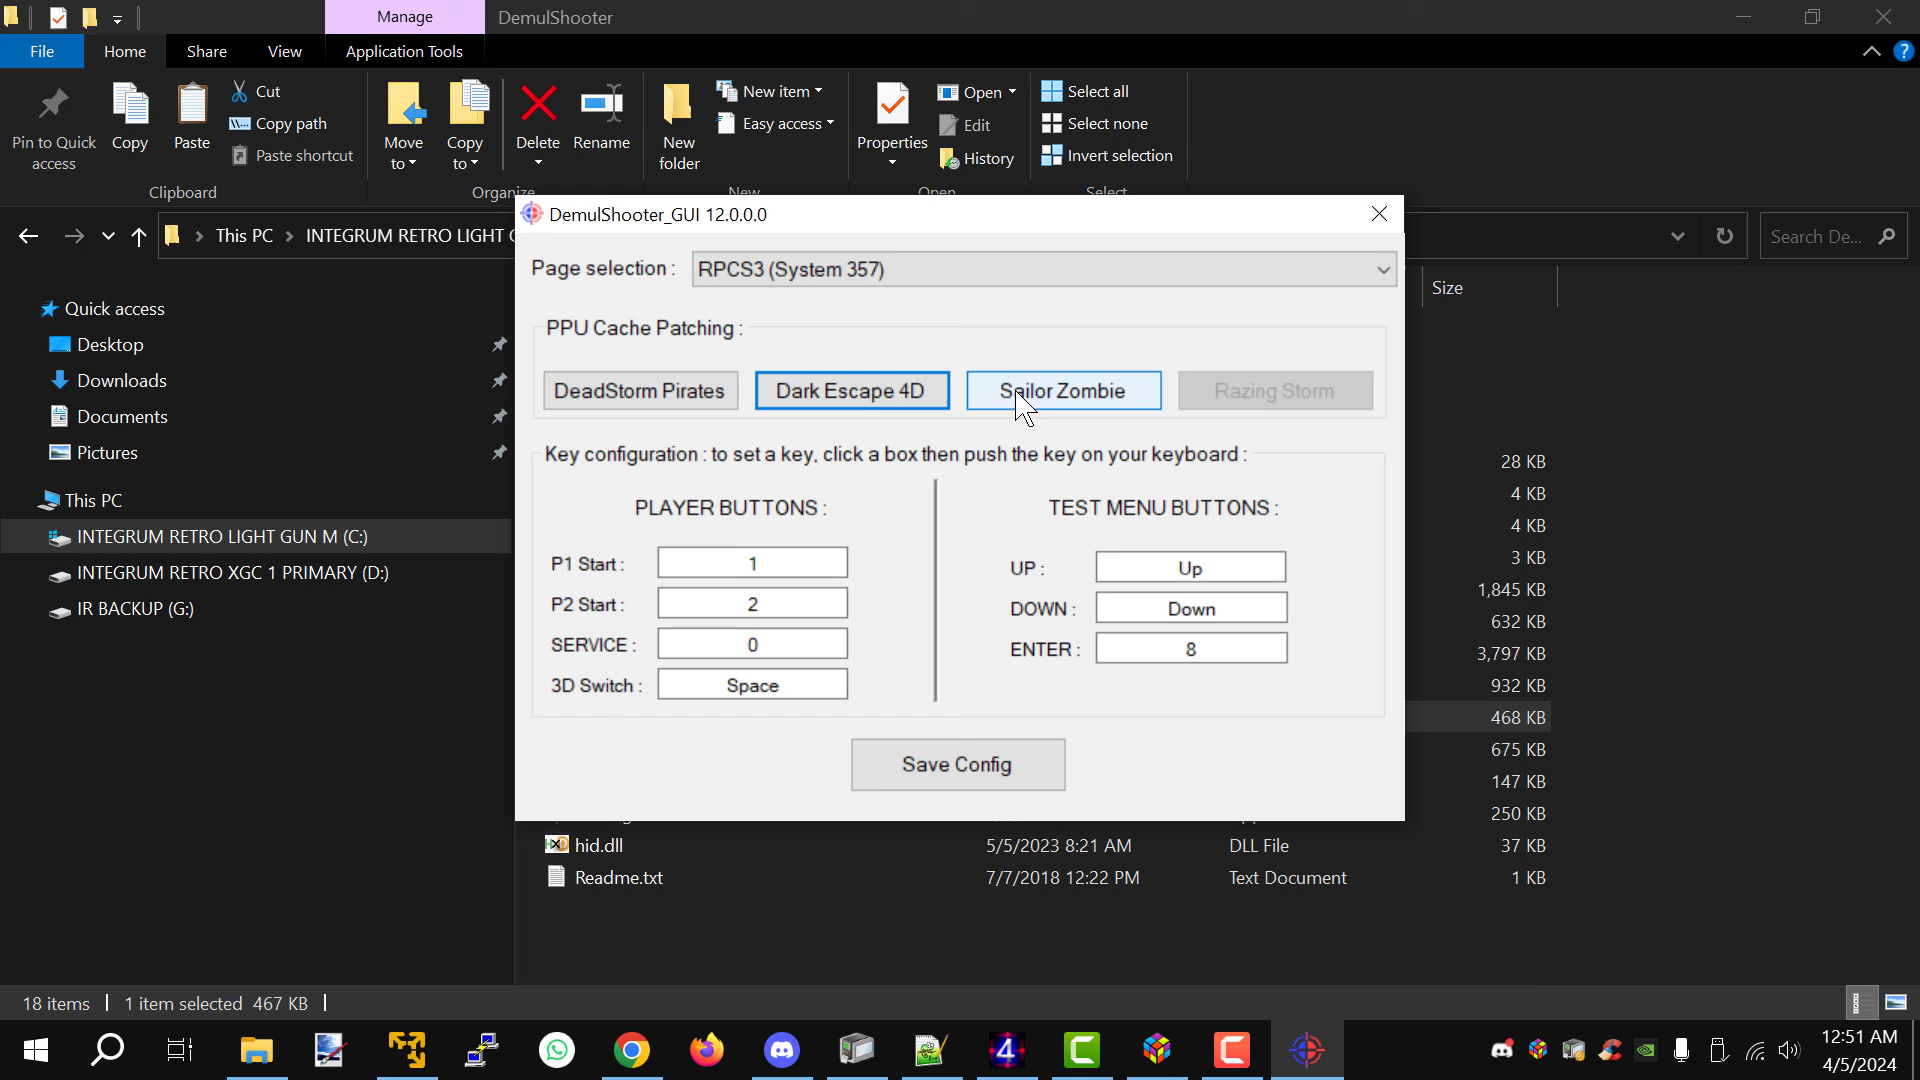 Manage
DemulShooter
File
Home
Share
View
Application Tools
Pin to Quick access
Copy
Paste
Cut
Copy path
Paste shortcut
Clipboard
Move to
Copy to
Delete
Rename
Organize
New folder
New item
Easy access
New
Properties
Open
Edit
History
Open
Select all
Select none
Invert selection
Select
This PC
INTEGRUM RETRO LIGHT G
Search De...
Size
DemulShooter_GUI 12.0.0.0
Page selection :
RPCS3 (System 357)
PPU Cache Patching :
DeadStorm Pirates
Dark Escape 4D
Sailor Zombie
Razing Storm
Key configuration : to set a key, click a box then push the key on your keyboard :
PLAYER BUTTONS :
P1 Start : 1
P2 Start : 2
SERVICE : 0
3D Switch : Space
TEST MENU BUTTONS :
UP : Up
DOWN : Down
ENTER : 8
Save Config
Quick access
Desktop
Downloads
Documents
Pictures
This PC
INTEGRUM RETRO LIGHT GUN M (C:)
INTEGRUM RETRO XGC 1 PRIMARY (D:)
IR BACKUP (G:)
28 KB
4 KB
4 KB
3 KB
1,845 KB
632 KB
3,797 KB
932 KB
468 KB
675 KB
147 KB
250 KB
hid.dll 5/5/2023 8:21 AM DLL File 37 KB
Readme.txt 7/7/2018 12:22 PM Text Document 1 KB
18 items
1 item selected 467 KB
4
12:51 AM
4/5/2024